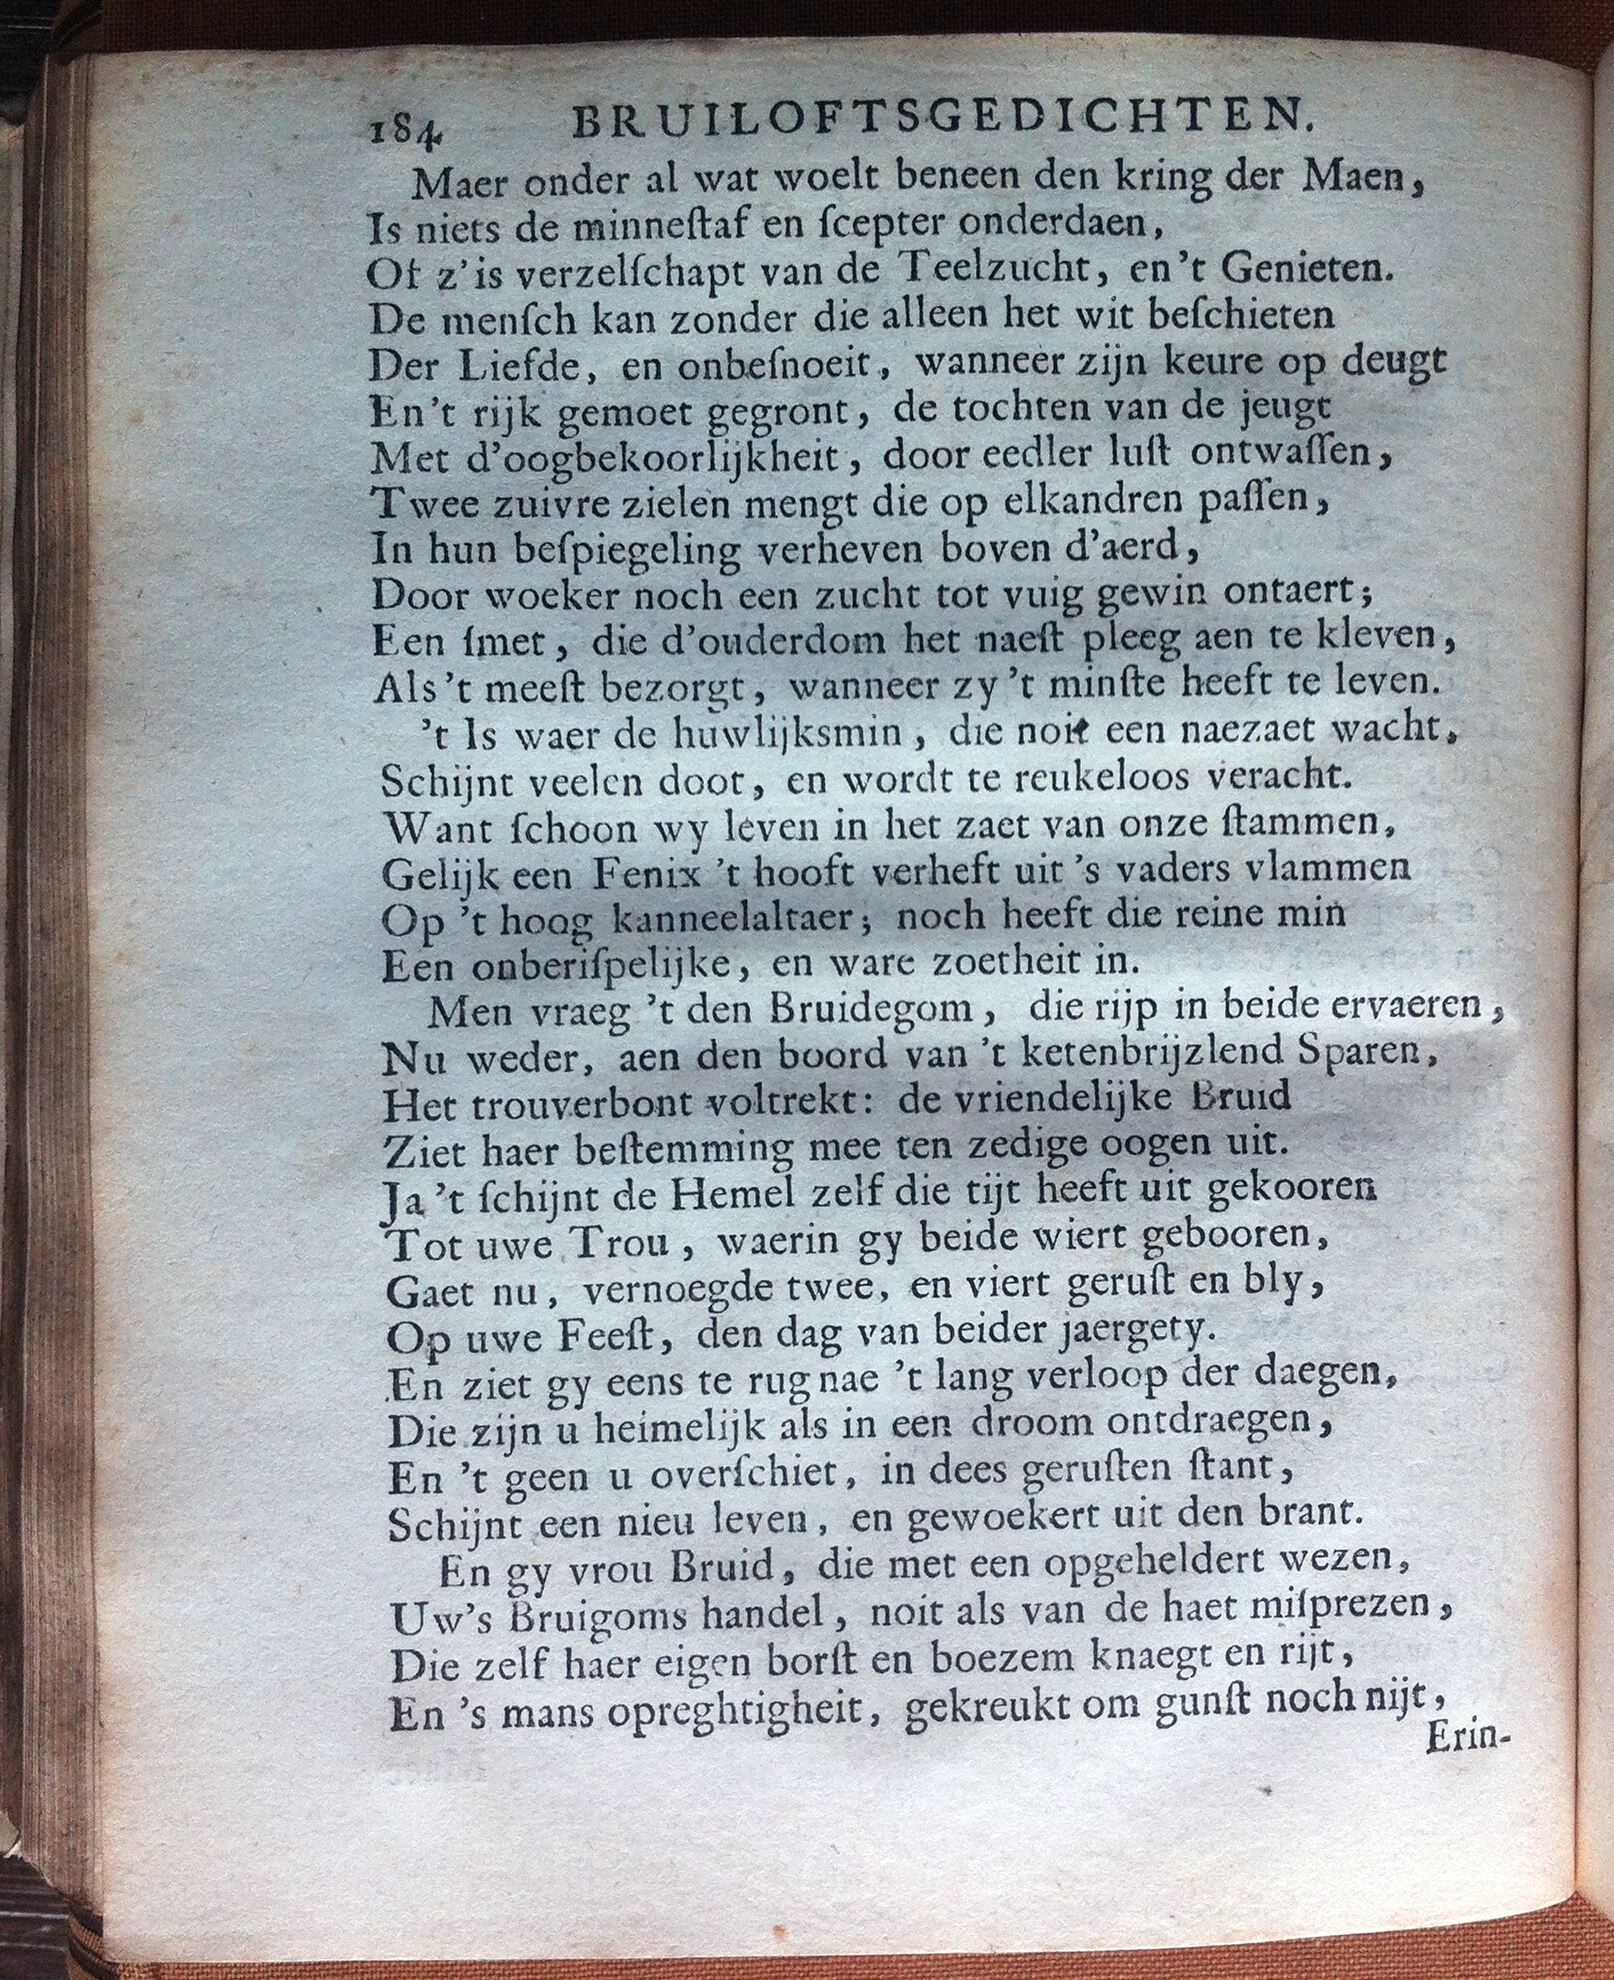 184 BRUILOFTSGEDICHTEN.
Maer onder al wat woelt beneen den kring der Maen,
Is niets de minneſtaf en ſcepter onderdaen,
Of z'is verzelſchapt van de Teelzucht, en 't Genieten.
De menſch kan zonder die alleen het wit beſchieten
Der Liefde, en onbeſnoeit, wanneer zijn keure op deugt
En 't rijk gemoet gegront, de tochten van de jeugt
Met d'oogbekoorlijkheit, door eedler luſt ontwaſſen,
Twee zuivre zielen mengt die op elkandren paſſen,
In hun beſpiegeling verheven boven d'aerd,
Door woeker noch een zucht tot vuig gewin ontaert;
Een ſmet, die d'ouderdom het naeſt pleeg aen te kleven,
Als 't meeſt bezorgt, wanneer zy 't minſte heeft te leven.
't Is waer de huwlijksmin, die noit een naezaet wacht,
Schijnt veelen doot, en wordt te reukeloos veracht.
Want ſchoon wy leven in het zaet van onze ſtammen,
Gelijk een Fenix 't hooft verheft uit 's vaders vlammen
Op 't hoog kanneelaltaer; noch heeft die reine min
Een onberiſpelijke, en ware zoetheit in.
Men vraeg 't den Bruidegom, die rijp in beide ervaeren,
Nu weder, aen den boord van 't ketenbrijzlend Sparen,
Het trouverbont voltrekt: de vriendelijke Bruid
Ziet haer beſtemming mee ten zedige oogen uit.
Ja 't ſchijnt de Hemel zelf die tijt heeft uit gekooren
Tot uwe Trou, waerin gy beide wiert gebooren,
Gaet nu, vernoegde twee, en viert geruſt en bly,
Op uwe Feeſt, den dag van beider jaergety.
En ziet gy eens te rug nae 't lang verloop der daegen,
Die zijn u heimelijk als in een droom ontdraegen,
En 't geen u overſchiet, in dees geruſten ſtant,
Schijnt een nieu leven, en gewoekert uit den brant.
En gy vrou Bruid, die met een opgeheldert wezen,
Uw's Bruigoms handel, noit als van de haet miſprezen,
Die zelf haer eigen borſt en boezem knaegt en rijt,
En 's mans opreghtigheit, gekreukt om gunſt noch nijt,
Erin-